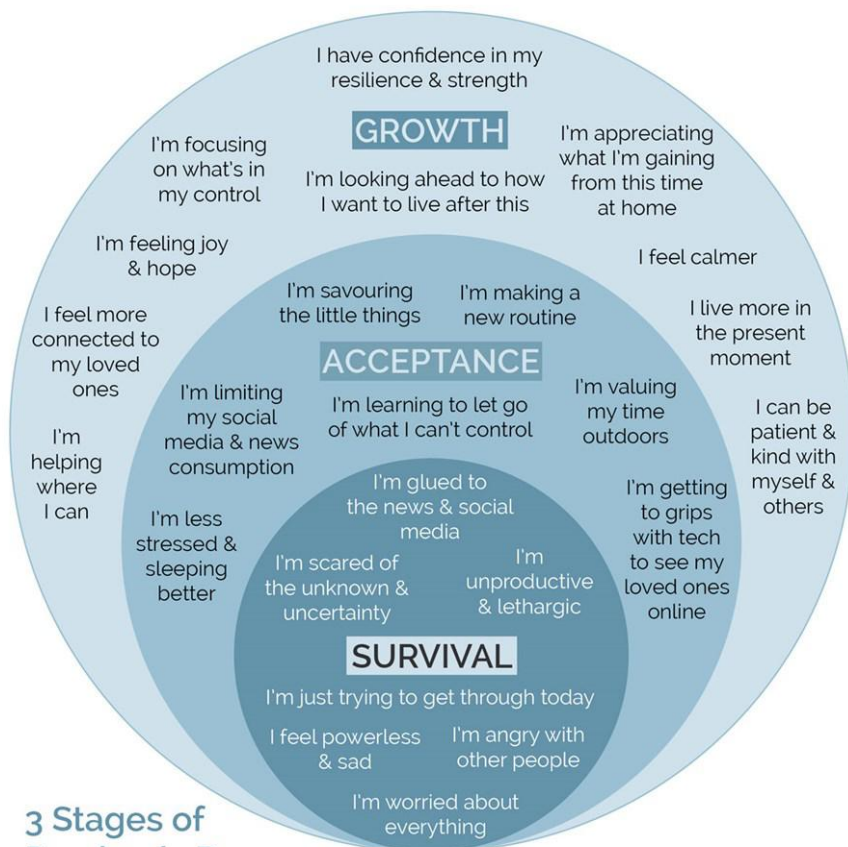 I have confidence in my
resilience & strength
GROWTH
I'm focusing
on what's in
my control
I'm looking ahead to how
I want to live after this
I'm appreciating
what I'm gaining
from this time
at home
I'm feeling joy
& hope
I feel calmer
I feel more
connected to
my loved
ones
I live more in
the present
moment
I'm
helping
where
I can
I can be
patient &
kind with
myself &
others
I'm savouring
the little things
I'm making a
new routine
ACCEPTANCE
I'm limiting
my social
media & news
consumption
I'm learning to let go
of what I can't control
I'm valuing
my time
outdoors
I'm less
stressed &
sleeping
better
I'm getting
to grips
with tech
to see my
loved ones
online
I'm glued to
the news & social
media
I'm scared of
the unknown &
uncertainty
I'm
unproductive
& lethargic
SURVIVAL
I'm just trying to get through today
I feel powerless
& sad
I'm angry with
other people
I'm worried about
everything
3 Stages of